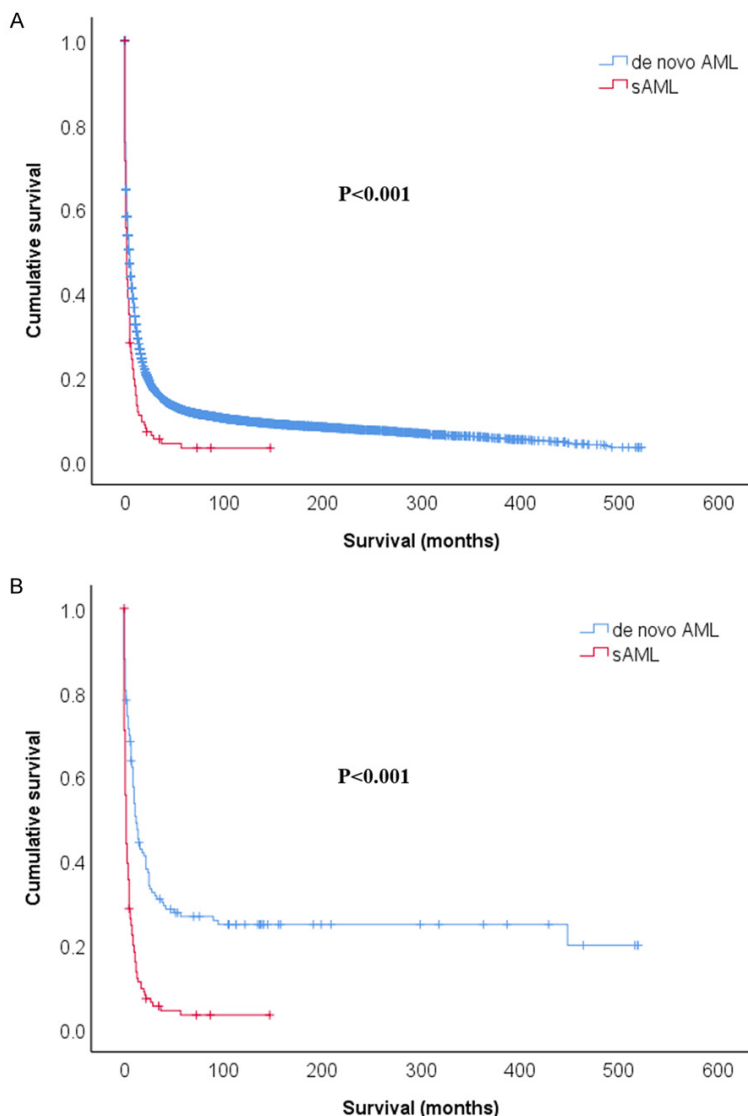 A
1.0
0.8
0.6
0.4
0.2
0.0
Cumulative survival
de novo AML
sAML
P<0.001
0 100 200 300 400 500 600
Survival (months)
B
1.0
0.8
0.6
0.4
0.2
0.0
Cumulative survival
de novo AML
sAML
P<0.001
0 100 200 300 400 500 600
Survival (months)